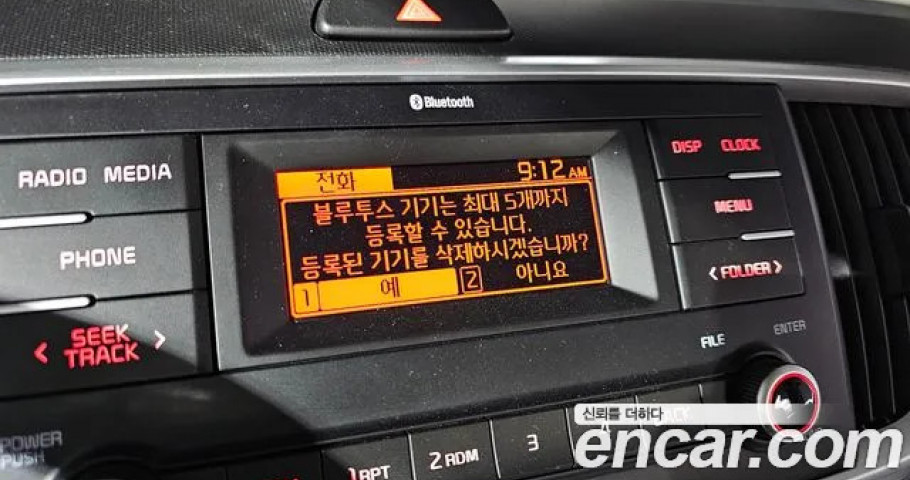 Bluetooth
RADIO MEDIA
PHONE
< SEEK >
TRACK
POWER
PUSH
전화 9:12 AM
블루투스 기기는 최대 5개까지
등록할 수 있습니다.
등록된 기기를 삭제하시겠습니까?
1 예 2 아니요
DISP CLOCK
MENU
< FOLDER >
FILE
ENTER
1 RPT
2 RDM
3
신뢰를 더하다
encar.com